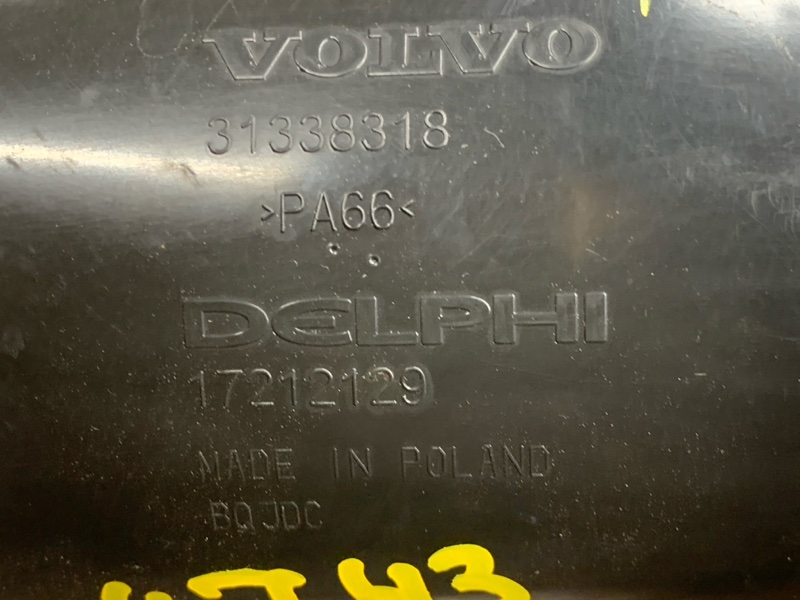 VOLVO
31338318
>PA66<
DELPHI
17212129
MADE IN POLAND
BQJDC